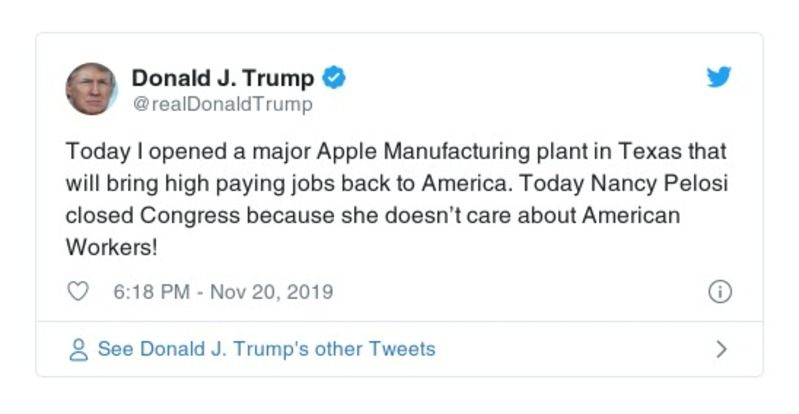 Donald J. Trump
@realDonaldTrump
Today I opened a major Apple Manufacturing plant in Texas that
will bring high paying jobs back to America. Today Nancy Pelosi
closed Congress because she doesn’t care about American
Workers!
6:18 PM - Nov 20, 2019
See Donald J. Trump's other Tweets